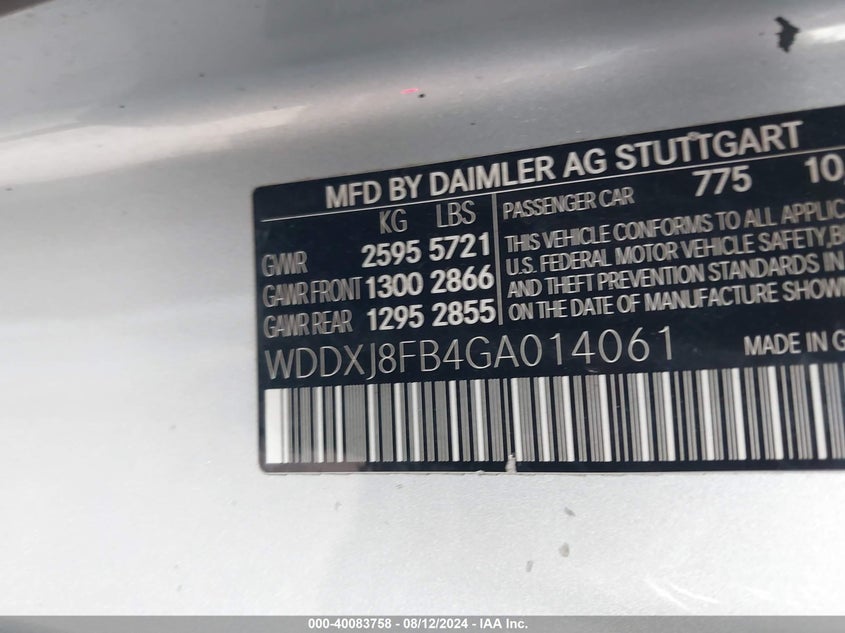 MFD BY DAIMLER AG STUTTGART
KG LBS
GVWR 2595 5721
GAWR FRONT 1300 2866
GAWR REAR 1295 2855
PASSENGER CAR 775 10
THIS VEHICLE CONFORMS TO ALL APPLIC
U.S. FEDERAL MOTOR VEHICLE SAFETY, B
AND THEFT PREVENTION STANDARDS IN
ON THE DATE OF MANUFACTURE SHOW
WDDXJ8FB4GA014061
MADE IN G
000-40083758 - 08/12/2024 - IAAI.com